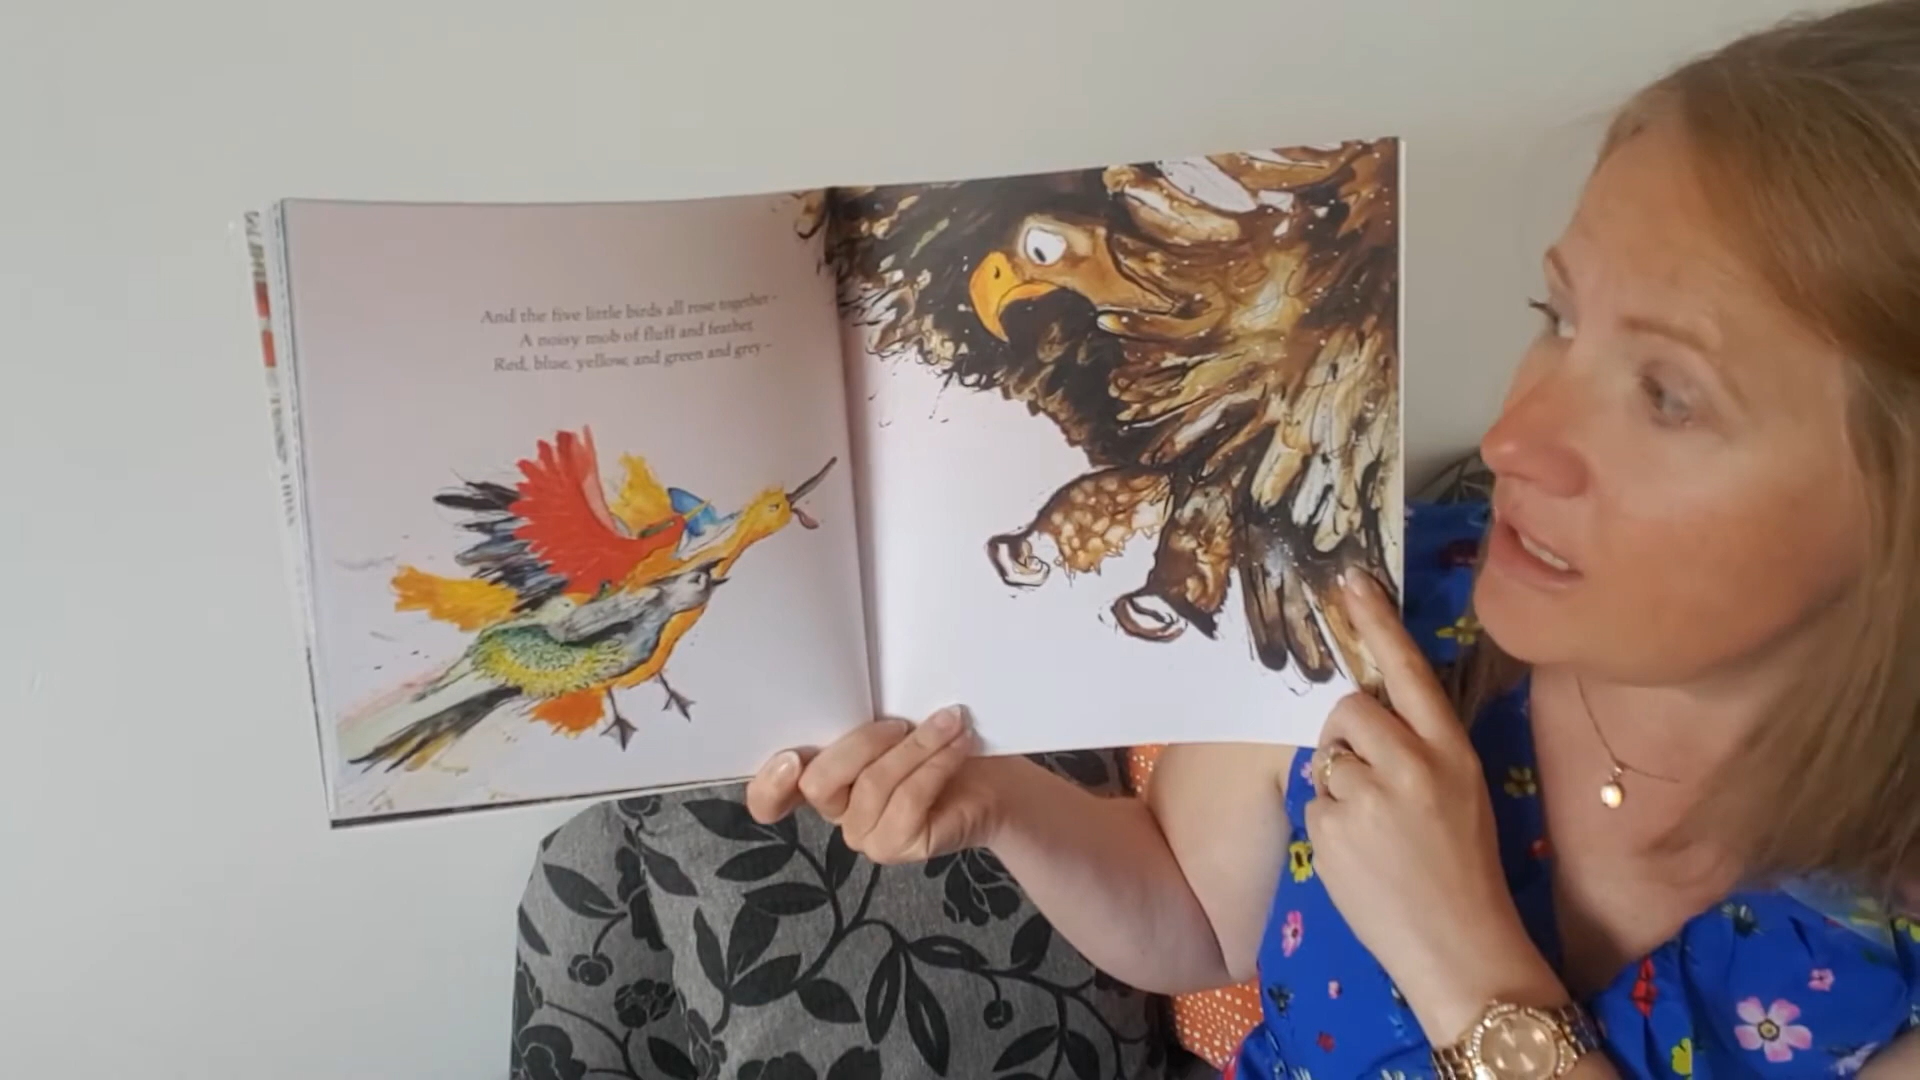 And the five little birds all rose together -
A noisy mob of fluff and feather.
Red, blue, yellow, and green and grey -